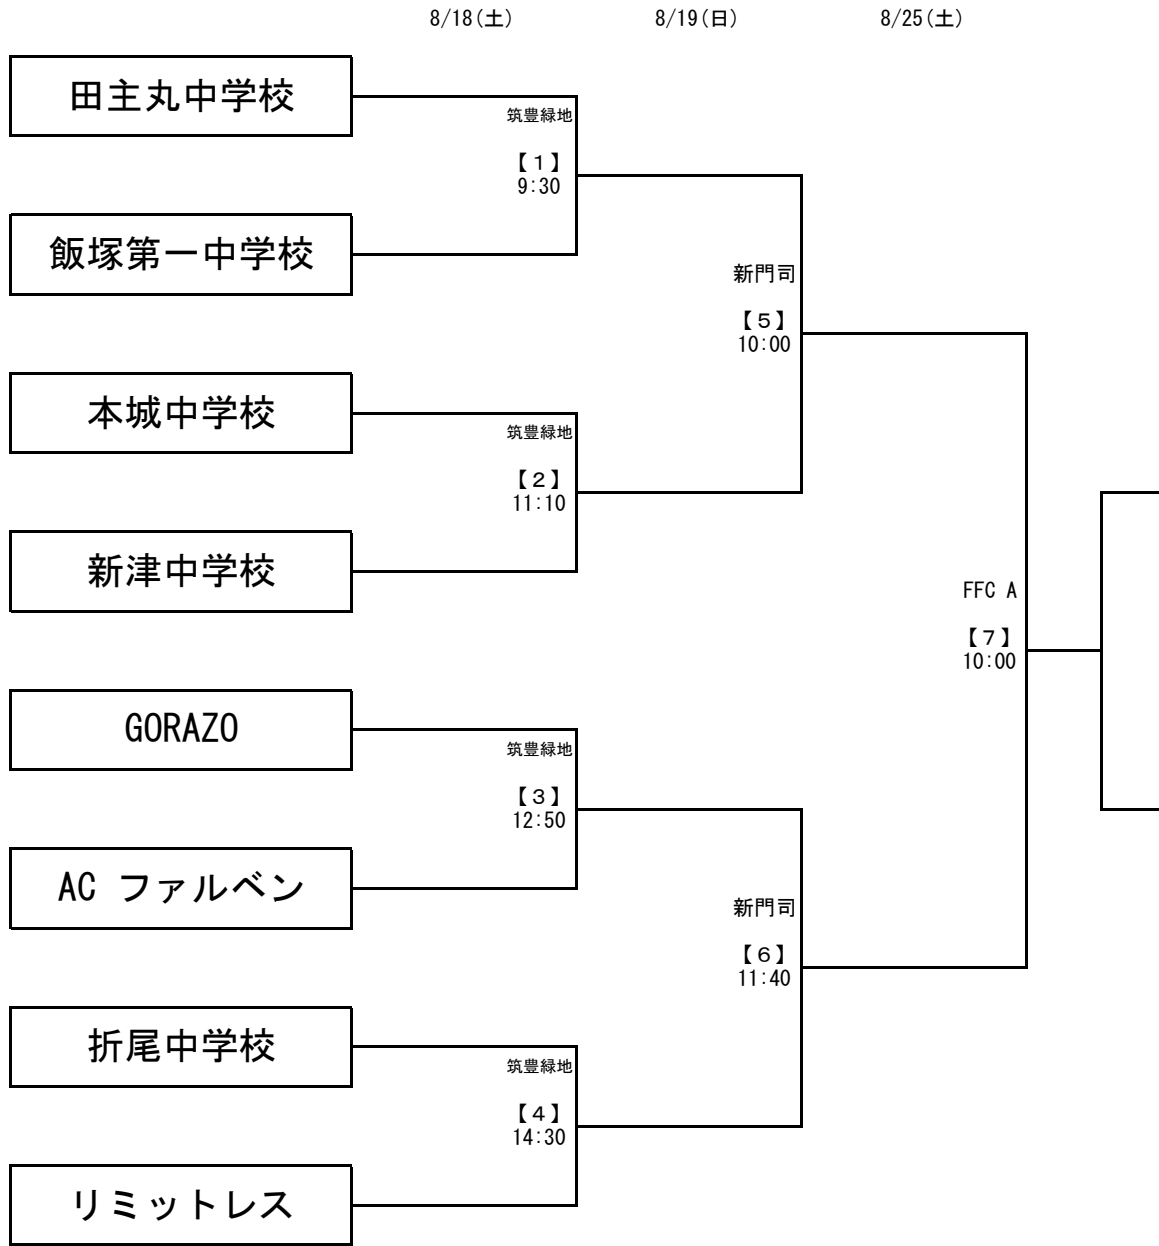 8/18(土)
8/19(日)
8/25(土)
田主丸中学校
筑豊緑地
【１】
9:30
飯塚第一中学校
新門司
【５】
10:00
本城中学校
筑豊緑地
【２】
11:10
新津中学校
FFC A
【７】
10:00
GORAZO
筑豊緑地
【３】
12:50
AC ファルベン
新門司
【６】
11:40
折尾中学校
筑豊緑地
【４】
14:30
リミットレス